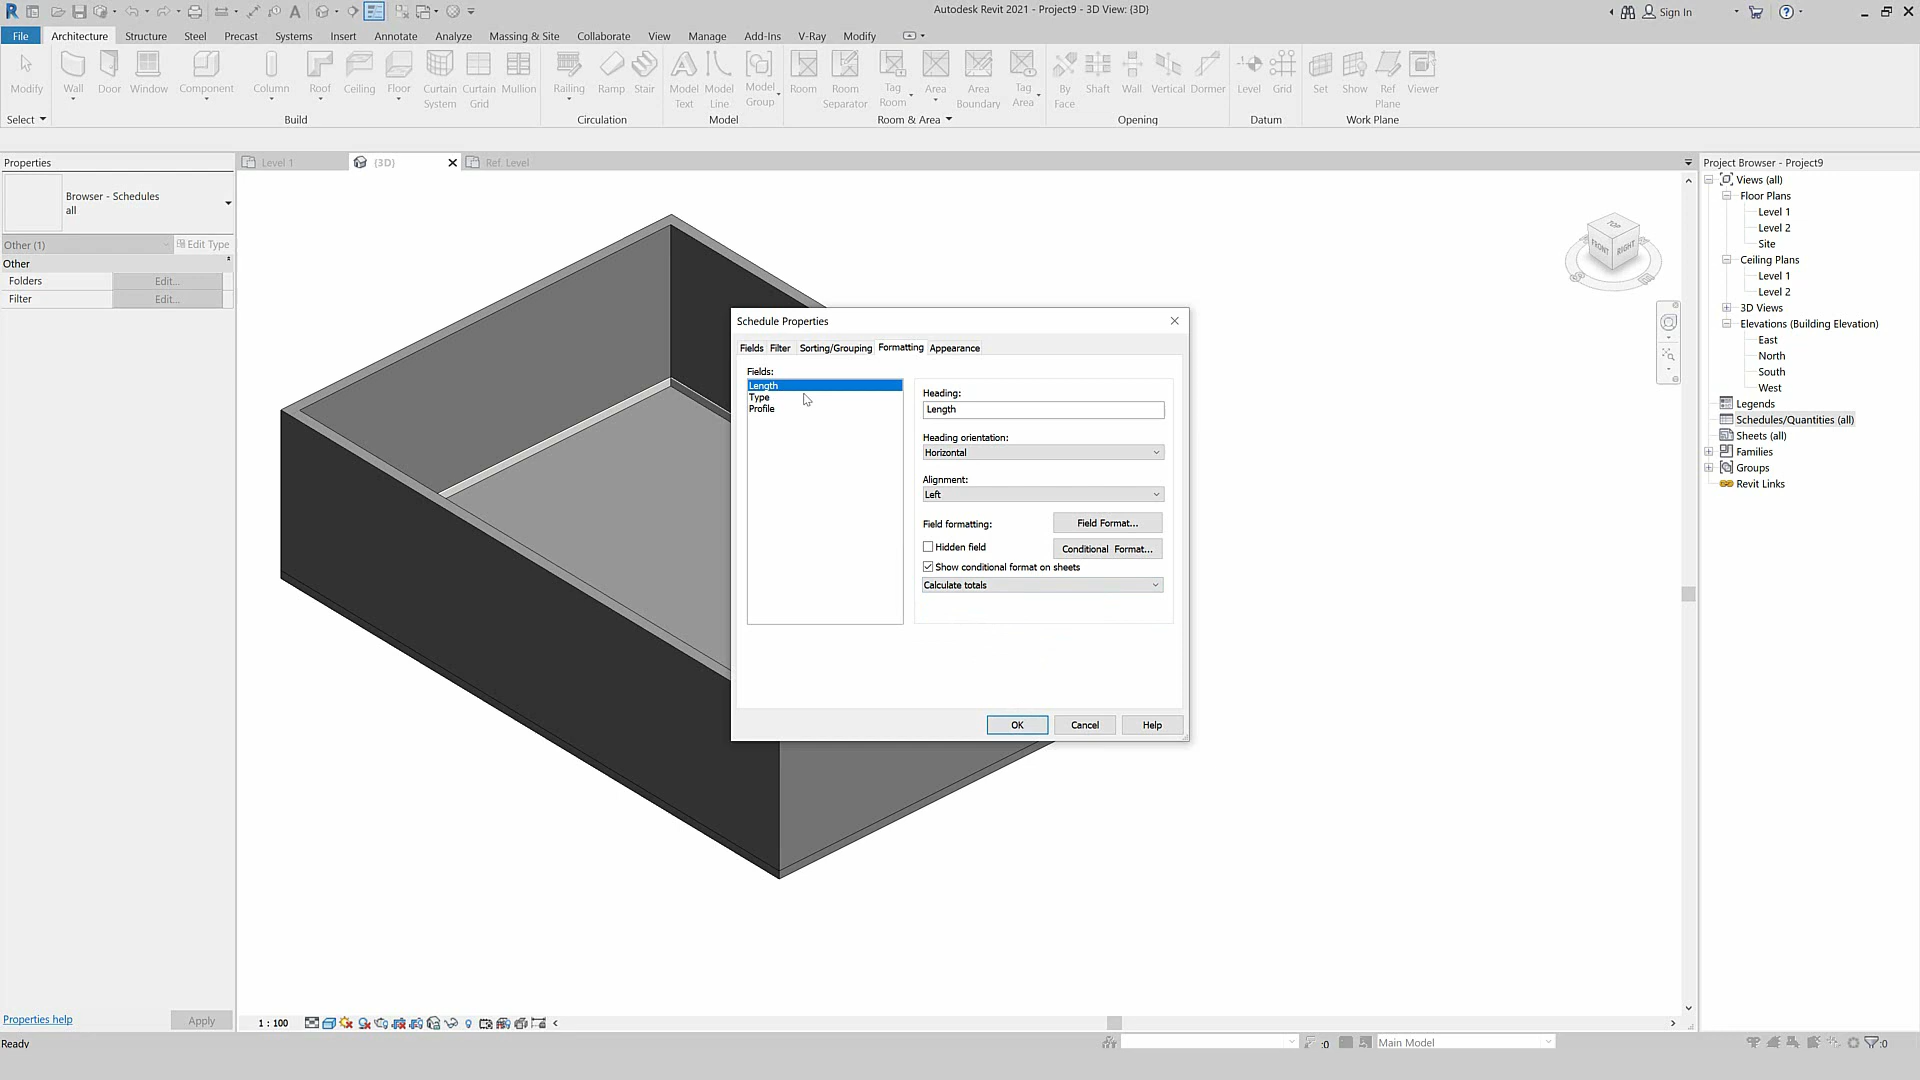 Autodesk Revit 2021 - Project9 - 3D View: {3D}
Sign In
File Architecture Structure Steel Precast Systems Insert Annotate Analyze Massing & Site Collaborate View Manage Add-Ins V-Ray Modify
Modify Wall Door Window Component Column Roof Ceiling Floor Curtain System Curtain Grid Mullion Railing Ramp Stair Model Text Model Line Model Group Room Room Separator Tag Room Area Area Boundary Tag Area By Face Shaft Wall Vertical Dormer Level Grid Set Show Ref Plane Viewer
Select Build Circulation Model Room & Area Opening Datum Work Plane
Properties
Browser - Schedules
all
Other (1) Edit Type
Other
Folders Edit...
Filter Edit...
Properties help Apply
Ready
Level 1 {3D} Ref. Level
TOP
FRONT RIGHT
Schedule Properties
Fields Filter Sorting/Grouping Formatting Appearance
Fields:
Length
Type
Profile
Heading:
Length
Heading orientation:
Horizontal
Alignment:
Left
Field formatting: Field Format...
Hidden field Conditional Format...
Show conditional format on sheets
Calculate totals
OK Cancel Help
Project Browser - Project9
Views (all)
Floor Plans
Level 1
Level 2
Site
Ceiling Plans
Level 1
Level 2
3D Views
Elevations (Building Elevation)
East
North
South
West
Legends
Schedules/Quantities (all)
Sheets (all)
Families
Groups
Revit Links
1 : 100
:0 Main Model :0